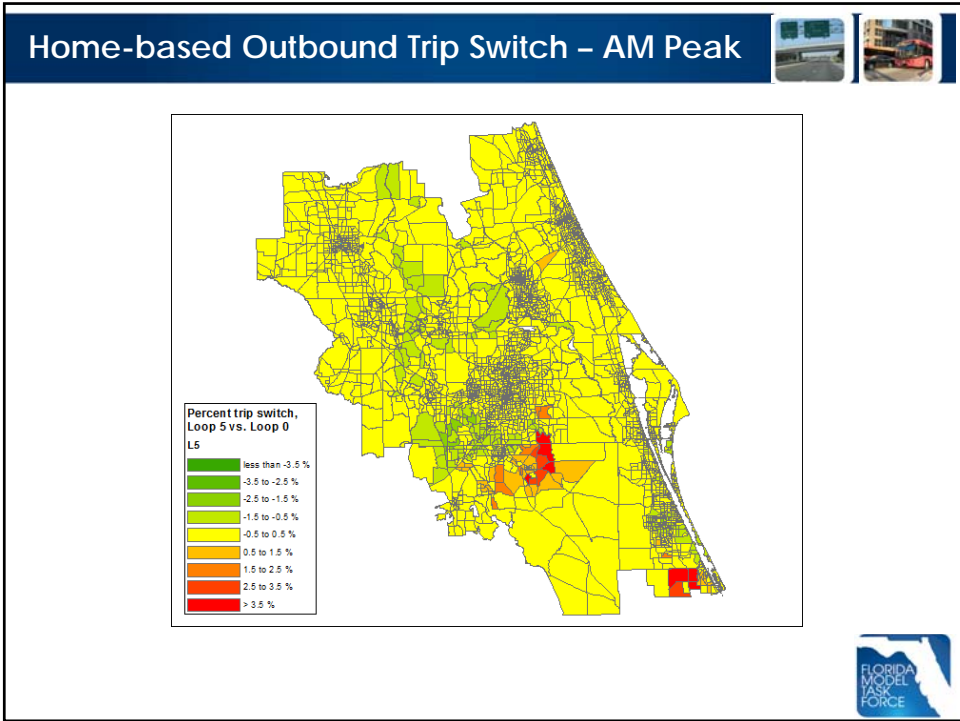 Home-based Outbound Trip Switch – AM Peak
Percent trip switch,
Loop 5 vs. Loop 0
L5
less than -3.5 %
-3.5 to -2.5 %
-2.5 to -1.5 %
-1.5 to -0.5 %
-0.5 to 0.5 %
0.5 to 1.5 %
1.5 to 2.5 %
2.5 to 3.5 %
> 3.5 %
FLORIDA
MODEL
TASK
FORCE